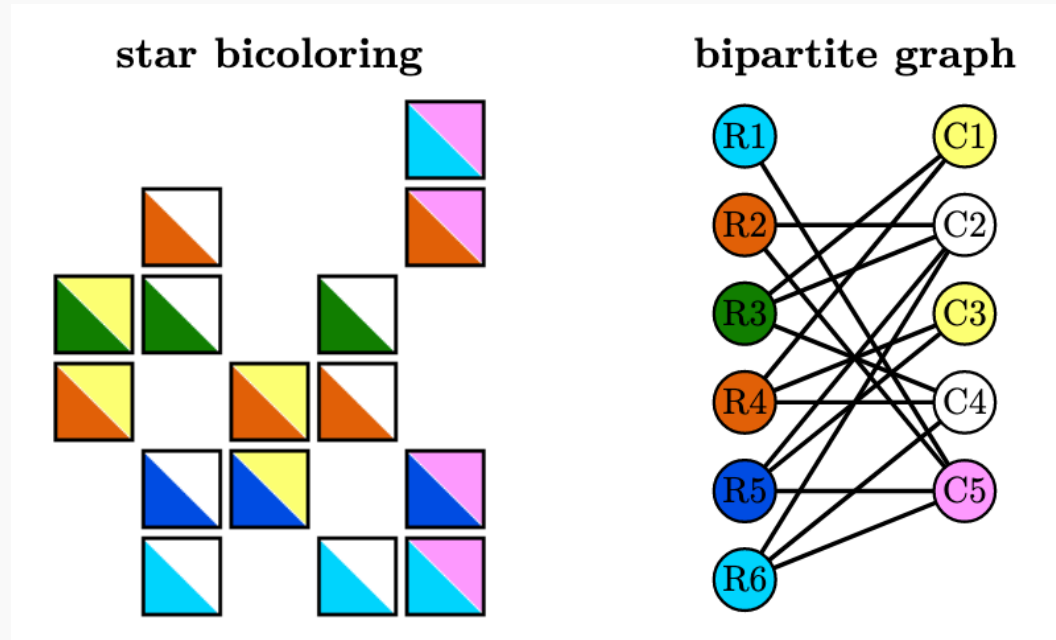 star bicoloring
bipartite graph
R1 C1
R2 C2
R3 C3
R4 C4
R5 C5
R6